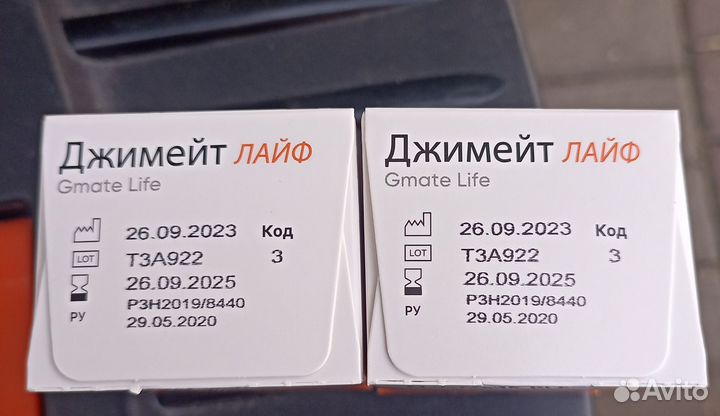 Джимейт ЛАЙФ
Gmate Life
26.09.2023 Код
LOT T3A922 3
26.09.2025
РЗН2019/8440
РУ 29.05.2020
Джимейт ЛАЙФ
Gmate Life
26.09.2023 Код
LOT T3A922 3
26.09.2025
РЗН2019/8440
РУ 29.05.2020
Avito